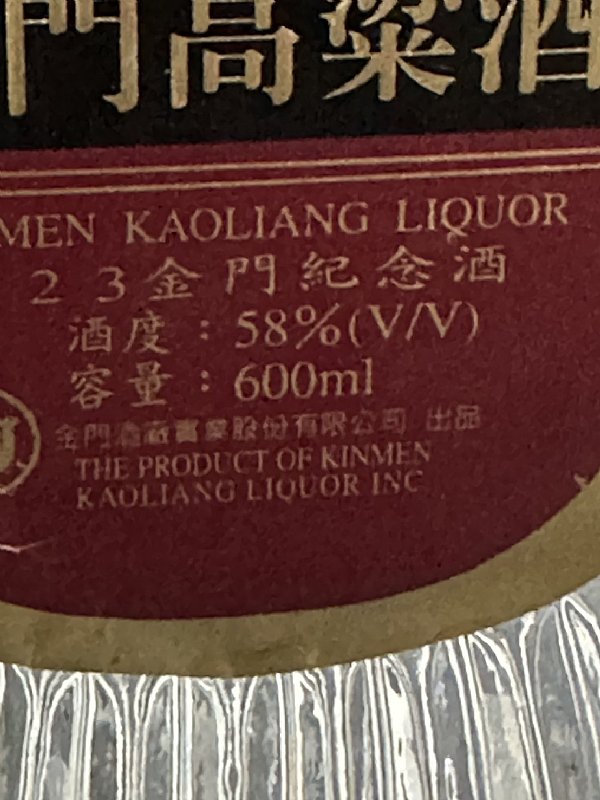 門高粱酒
MEN KAOLIANG LIQUOR
23金門紀念酒
酒度：58%(V/V)
容量：600ml
金門酒廠實業股份有限公司 出品
THE PRODUCT OF KINMEN
KAOLIANG LIQUOR INC